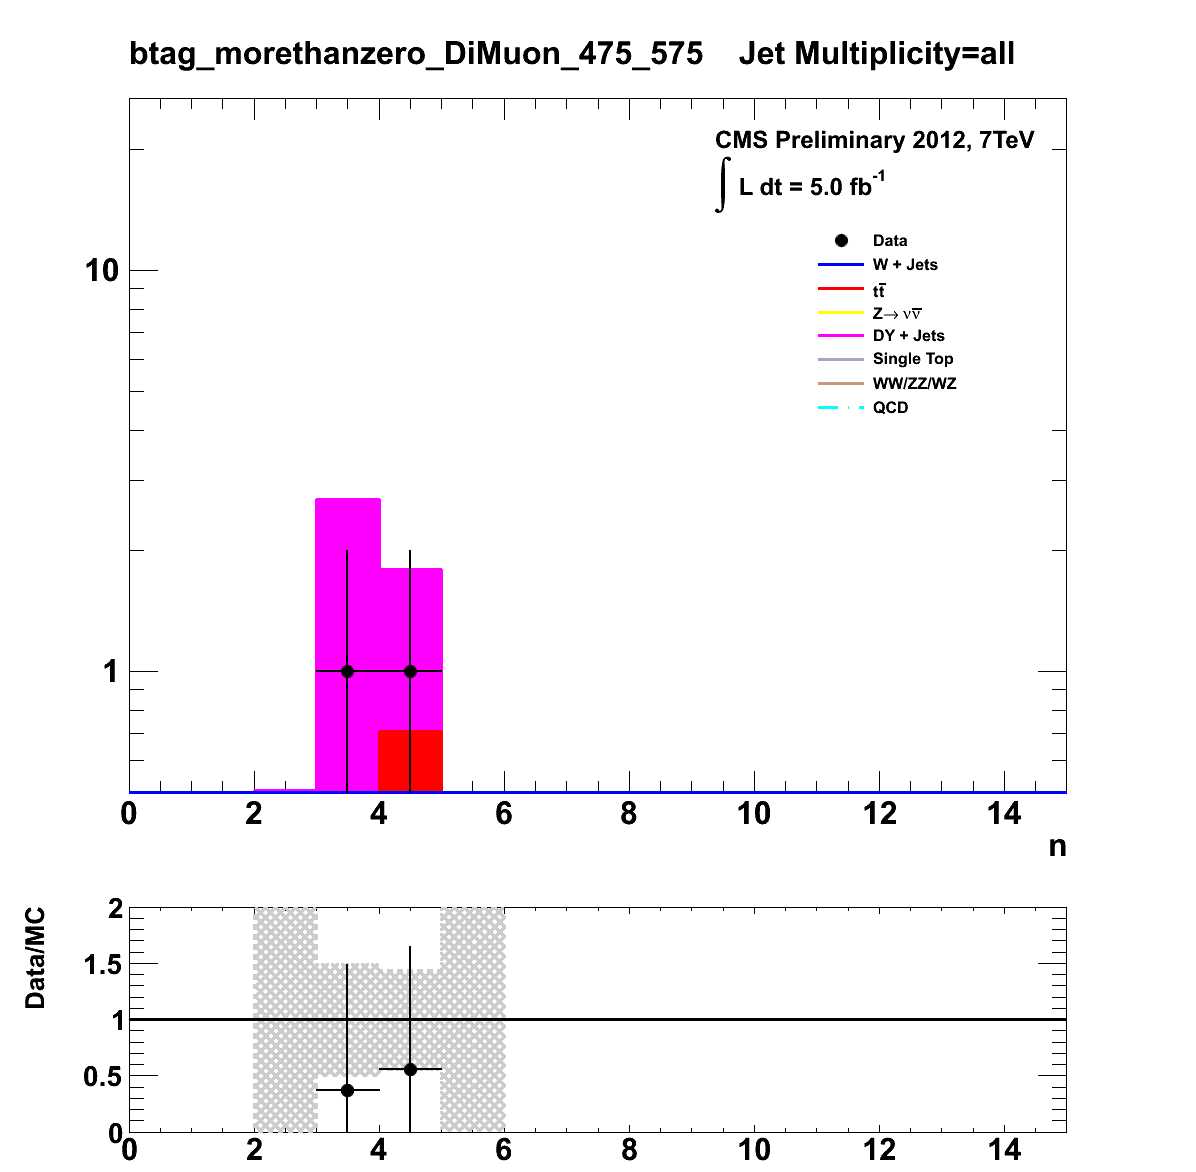 btag_morethanzero_DiMuon_475_575 Jet Multiplicity=all
CMS Preliminary 2012, 7TeV
∫ L dt = 5.0 fb⁻¹
Data
W + Jets
tt̅
Z→ νν̅
DY + Jets
Single Top
WW/ZZ/WZ
QCD
10
1
0 2 4 6 8 10 12 14
n
Data/MC
2
1.5
1
0.5
0
0 2 4 6 8 10 12 14